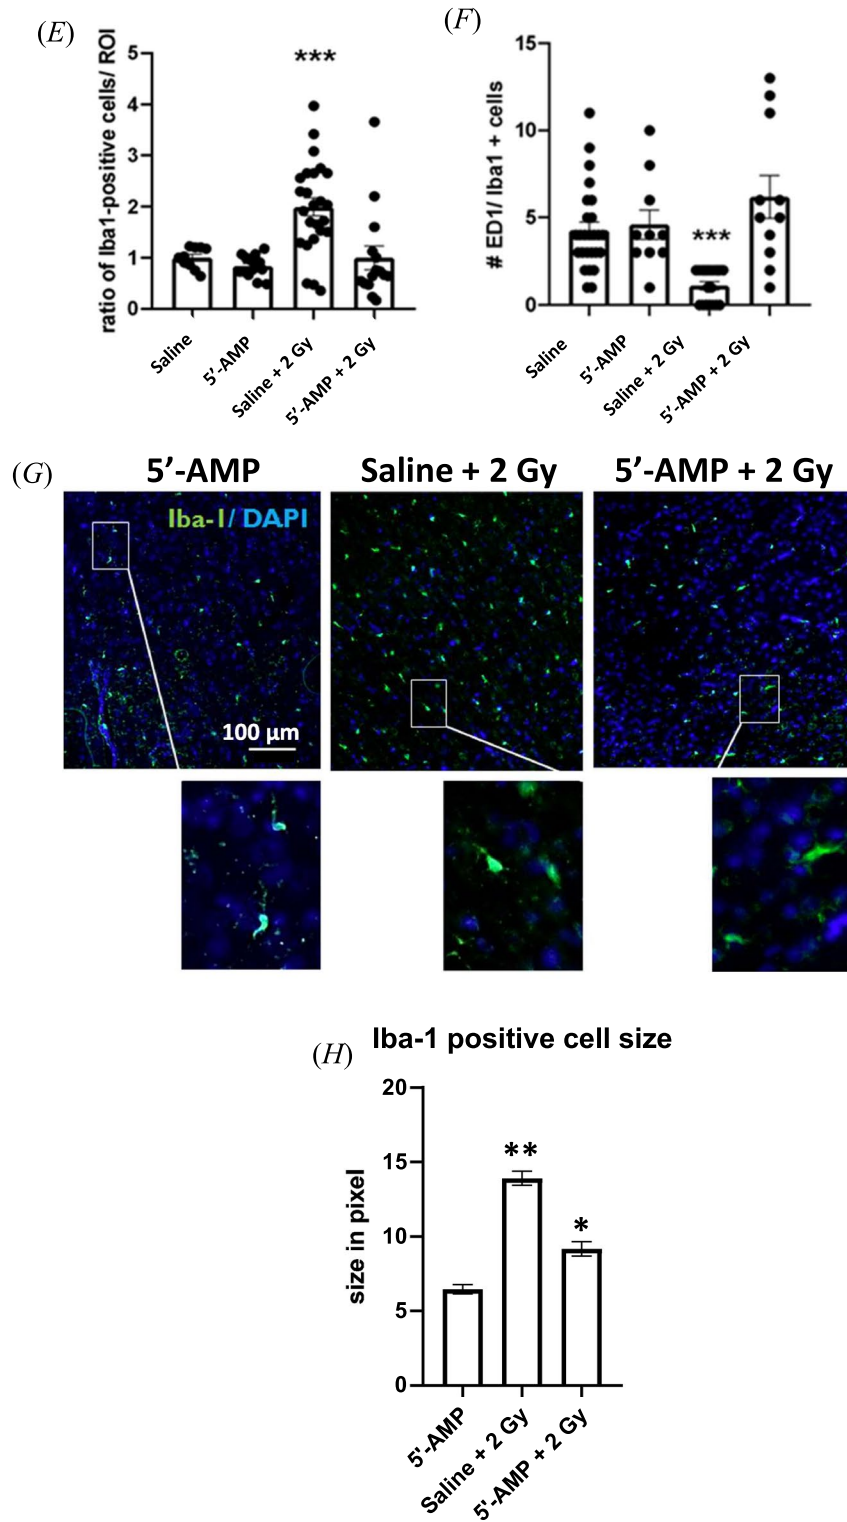 (E)
ratio of Iba1-positive cells/ ROI
5
4
3
2
1
0
***
Saline
5’-AMP
Saline + 2 Gy
5’-AMP + 2 Gy
(F)
# ED1/ Iba1 + cells
15
10
5
0
***
Saline
5’-AMP
Saline + 2 Gy
5’-AMP + 2 Gy
(G)
5’-AMP
Saline + 2 Gy
5’-AMP + 2 Gy
Iba-1/ DAPI
100 µm
(H)
Iba-1 positive cell size
size in pixel
20
15
10
5
0
**
*
5'-AMP
Saline + 2 Gy
5'-AMP + 2 Gy